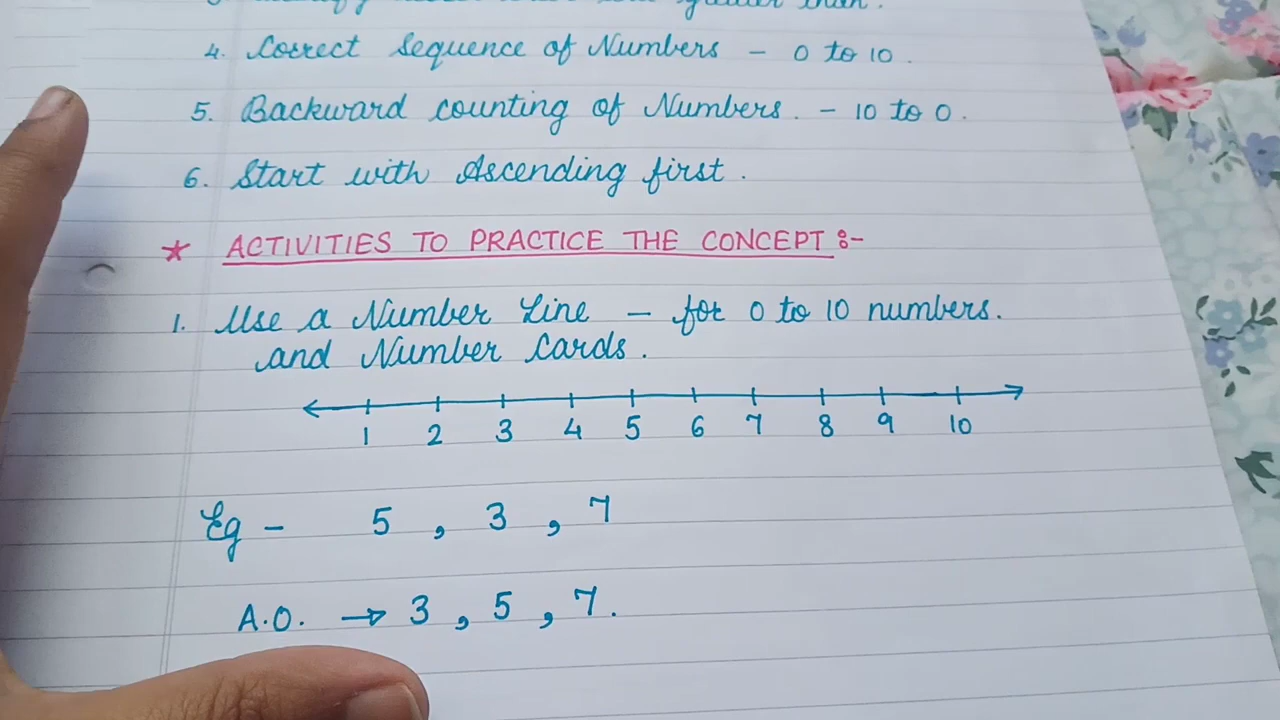 than.
4. Correct Sequence of Numbers - 0 to 10.
5. Backward counting of Numbers. - 10 to 0.
6. Start with Ascending first.
* ACTIVITIES TO PRACTICE THE CONCEPT :-
1. Use a Number Line - for 0 to 10 numbers.
and Number Cards.
1 2 3 4 5 6 7 8 9 10
Eg - 5 , 3 , 7
A.O. → 3 , 5 , 7.